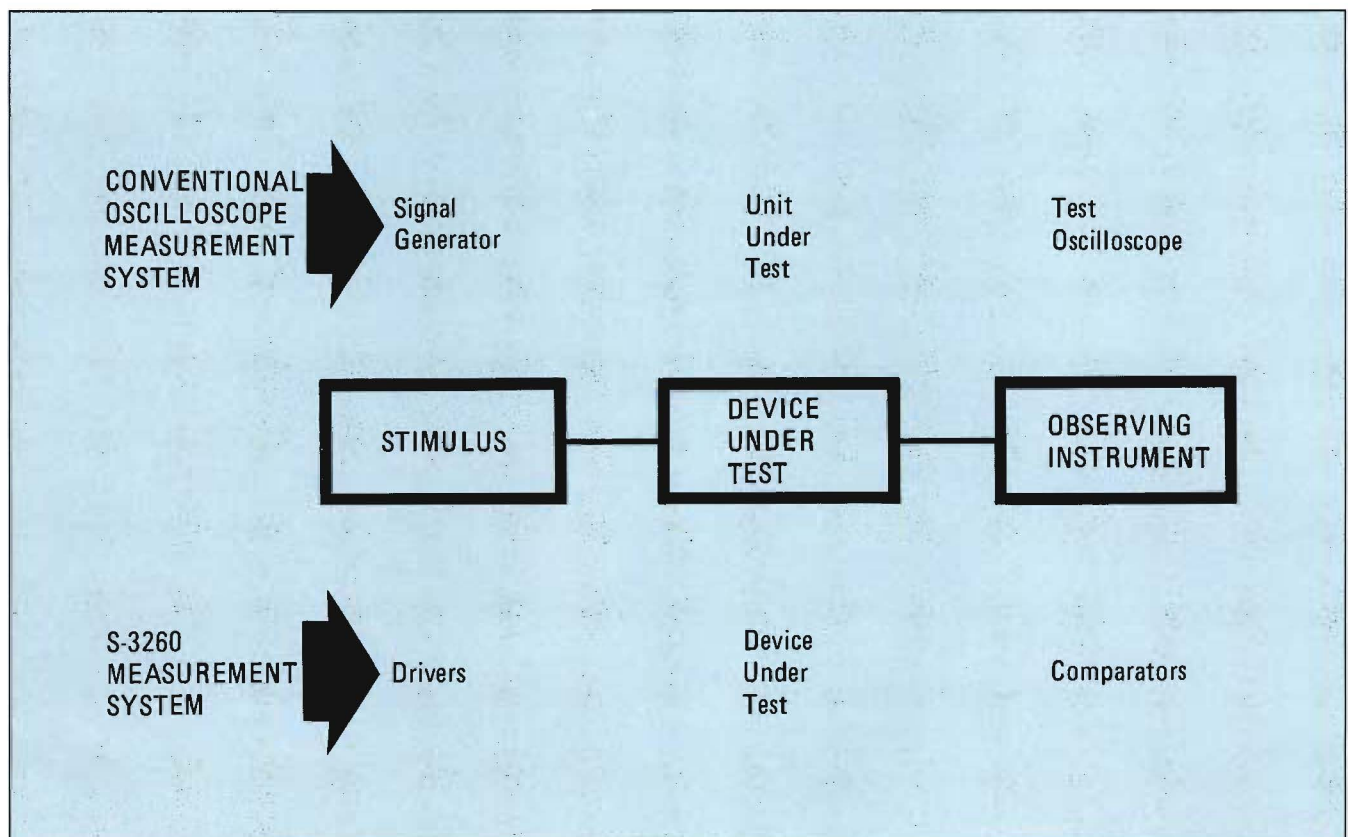 CONVENTIONAL
OSCILLOSCOPE
MEASUREMENT
SYSTEM
Signal
Generator
Unit
Under
Test
Test
Oscilloscope
STIMULUS
DEVICE
UNDER
TEST
OBSERVING
INSTRUMENT
S-3260
MEASUREMENT
SYSTEM
Drivers
Device
Under
Test
Comparators